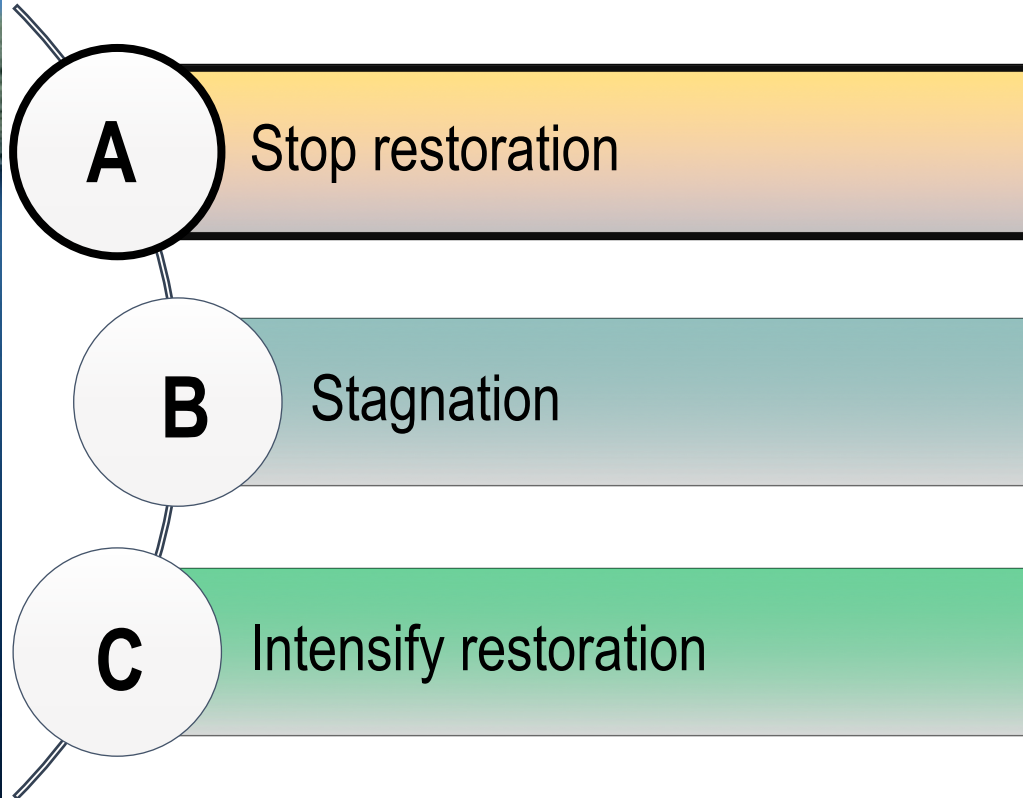 A
Stop restoration
B
Stagnation
C
Intensify restoration